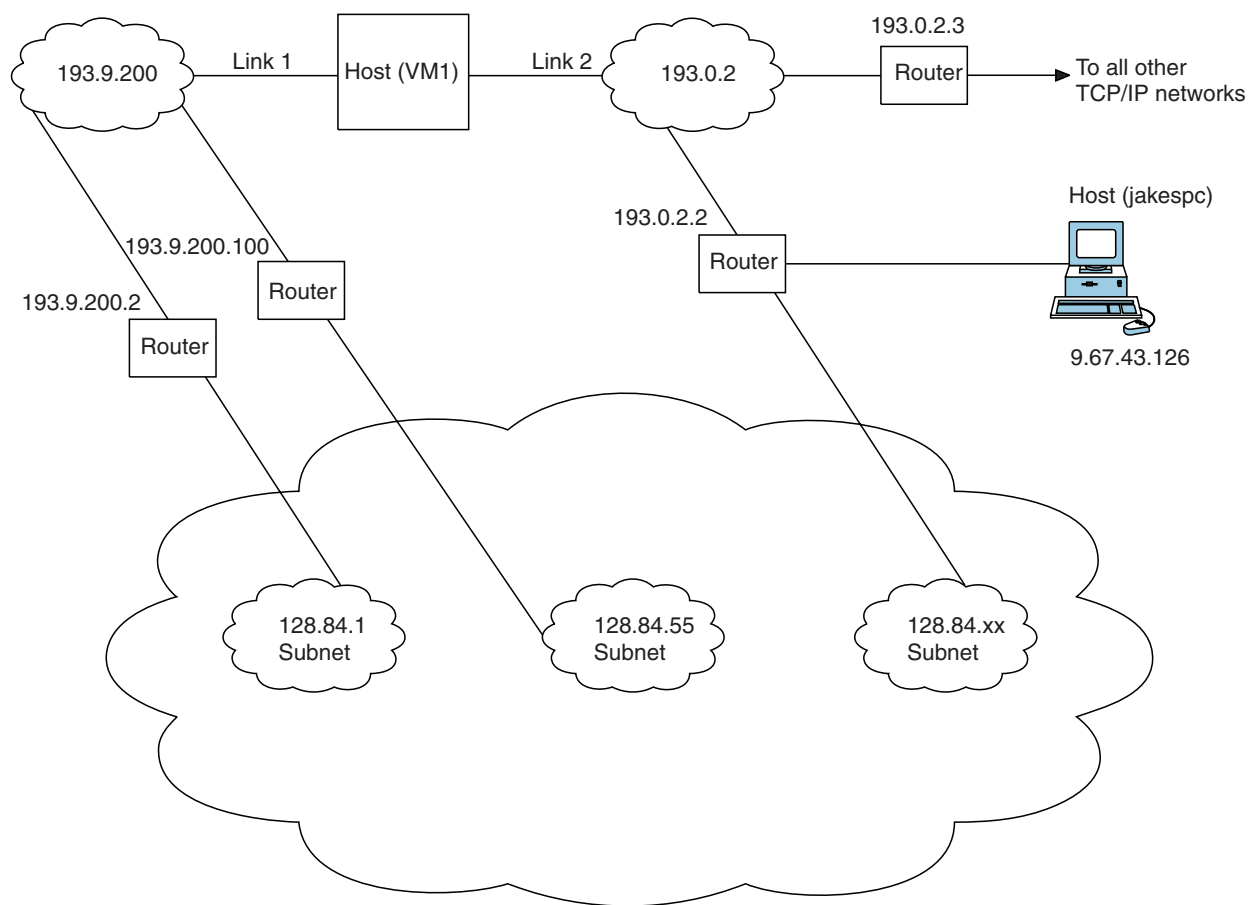 193.9.200
Link 1
Host (VM1)
Link 2
193.0.2
193.0.2.3
Router
To all other
TCP/IP networks
Host (jakespc)
193.0.2.2
Router
193.9.200.100
Router
193.9.200.2
Router
9.67.43.126
128.84.1
Subnet
128.84.55
Subnet
128.84.xx
Subnet